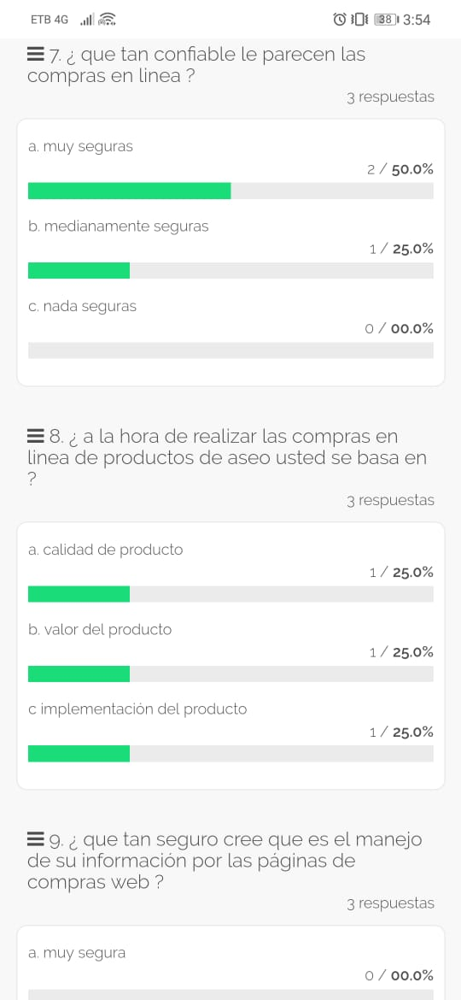 ETB 4G 38 3:54
7. ¿ que tan confiable le parecen las
compras en linea ?
3 respuestas
a. muy seguras
2 / 50.0%
b. medianamente seguras
1 / 25.0%
c. nada seguras
0 / 00.0%
8. ¿ a la hora de realizar las compras en
linea de productos de aseo usted se basa en
?
3 respuestas
a. calidad de producto
1 / 25.0%
b. valor del producto
1 / 25.0%
c implementación del producto
1 / 25.0%
9. ¿ que tan seguro cree que es el manejo
de su información por las páginas de
compras web ?
3 respuestas
a. muy segura
0 / 00.0%